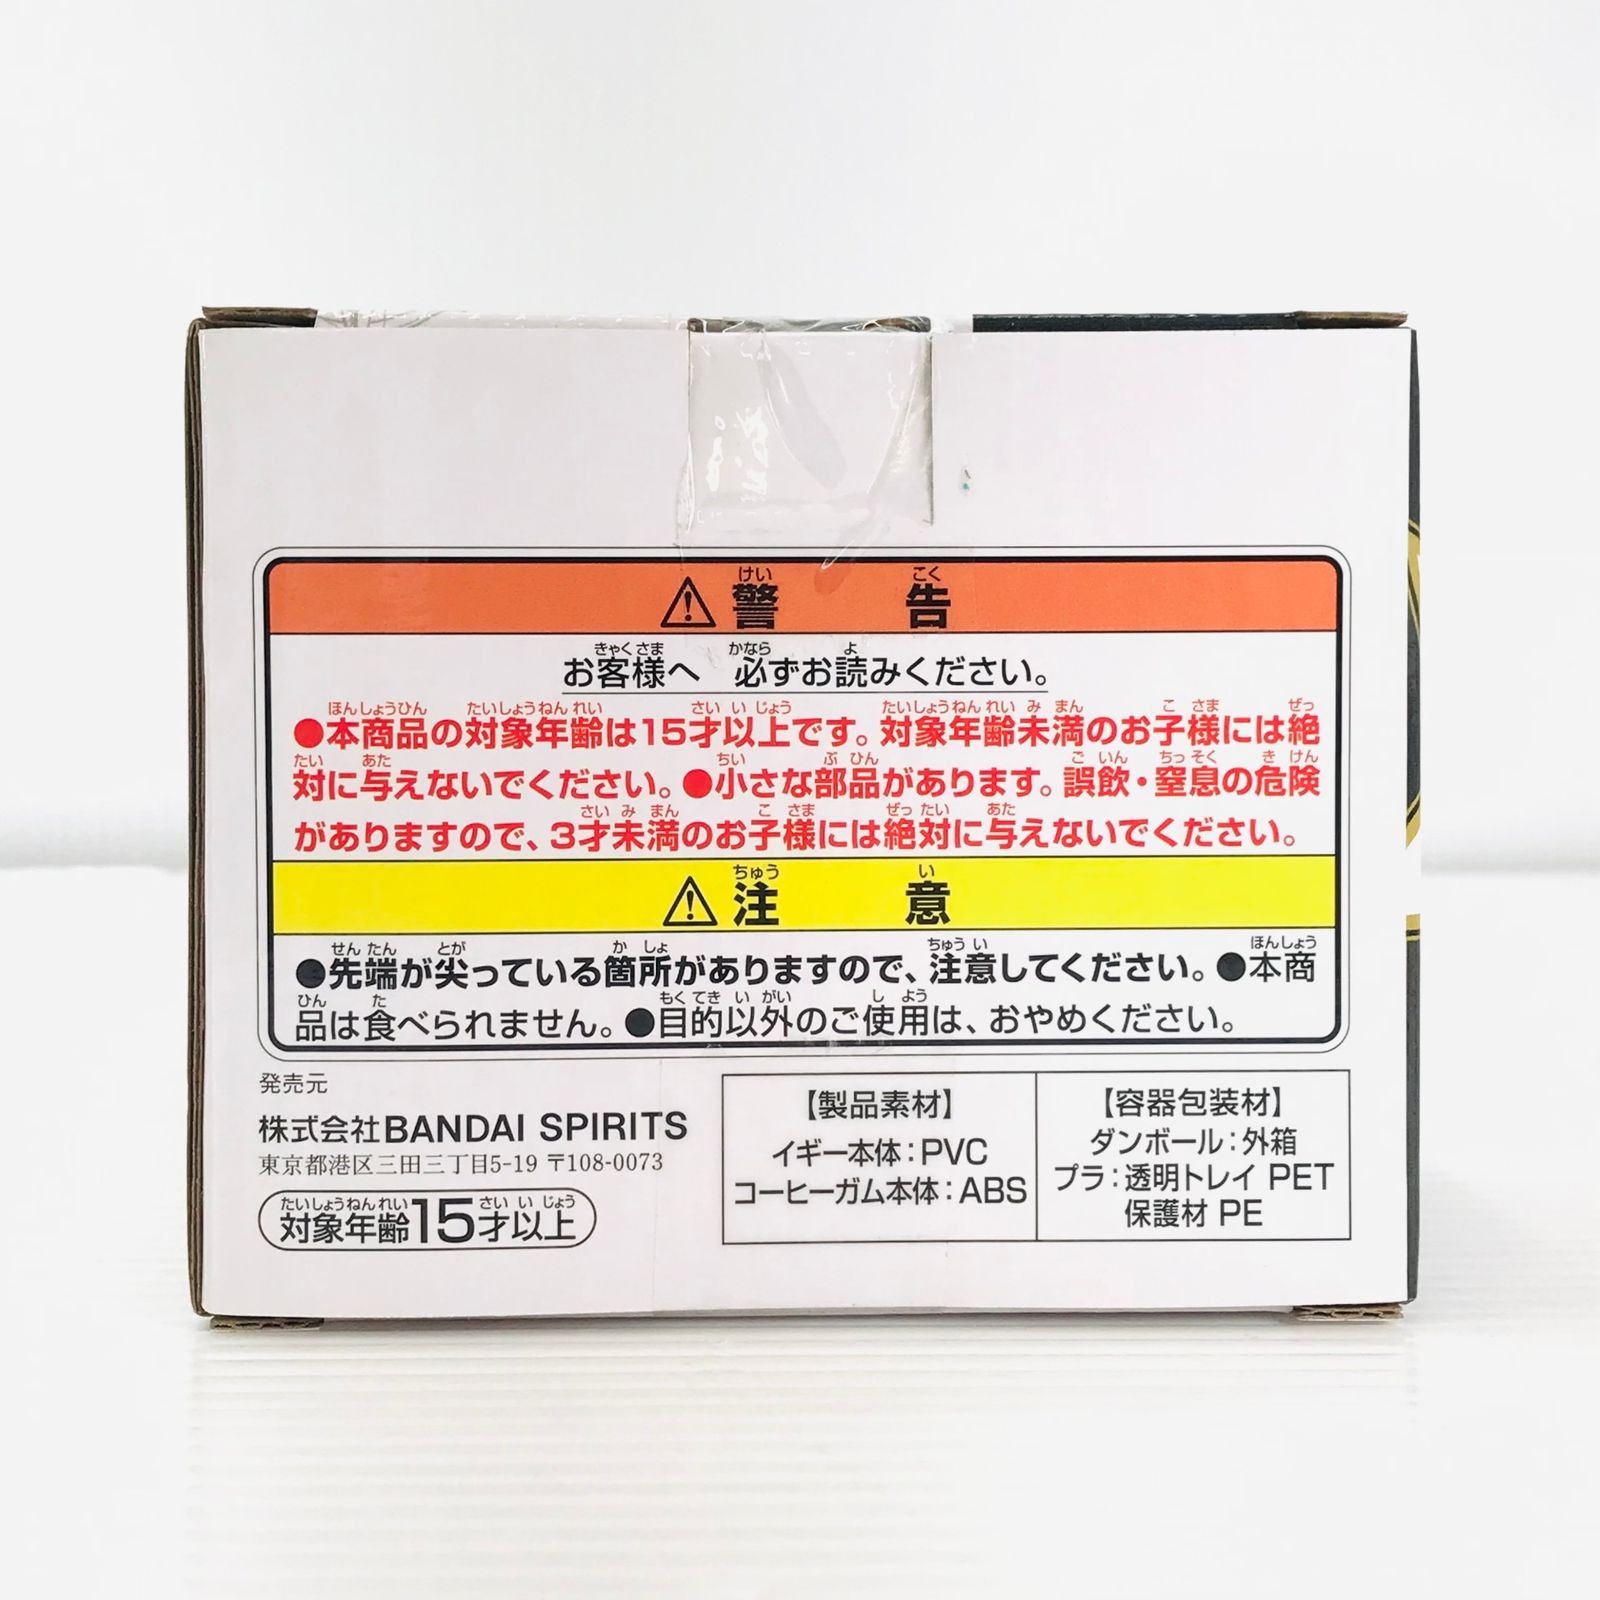 ⚠警告
お客様へ 必ずお読みください。
●本商品の対象年齢は15才以上です。対象年齢未満のお子様には絶
対に与えないでください。●小さな部品があります。誤飲・窒息の危険
がありますので、3才未満のお子様には絶対に与えないでください。
⚠注意
●先端が尖っている箇所がありますので、注意してください。●本商
品は食べられません。●目的以外のご使用は、おやめください。
発売元
株式会社BANDAI SPIRITS
東京都港区三田三丁目5-19 〒108-0073
対象年齢15才以上
【製品素材】
イギー本体:PVC
コーヒーガム本体:ABS
【容器包装材】
ダンボール:外箱
プラ:透明トレイ PET
保護材 PE